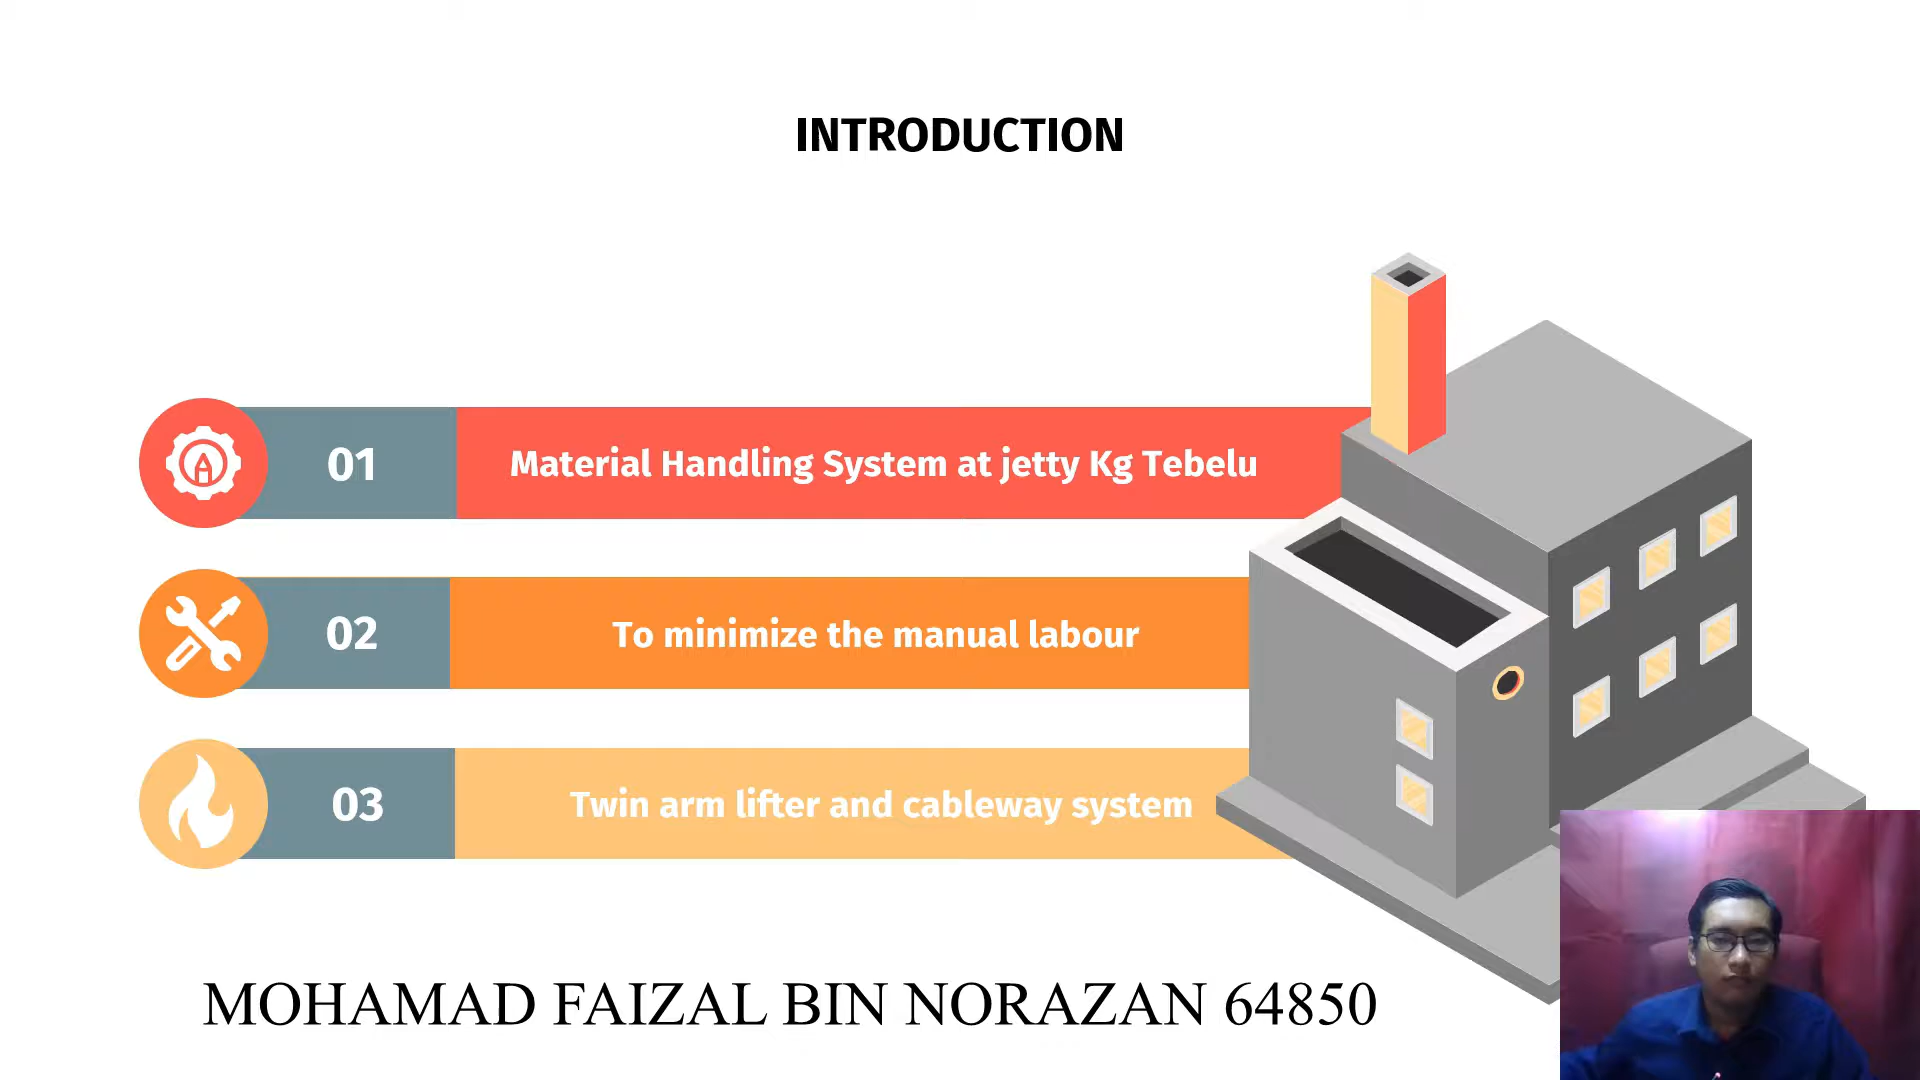 INTRODUCTION
01
Material Handling System at jetty Kg Tebelu
02
To minimize the manual labour
03
Twin arm lifter and cableway system
MOHAMAD FAIZAL BIN NORAZAN 64850